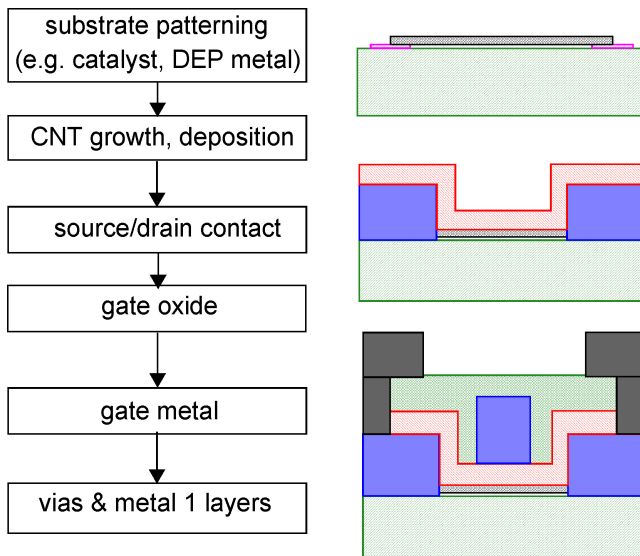 substrate patterning
(e.g. catalyst, DEP metal)
CNT growth, deposition
source/drain contact
gate oxide
gate metal
vias & metal 1 layers